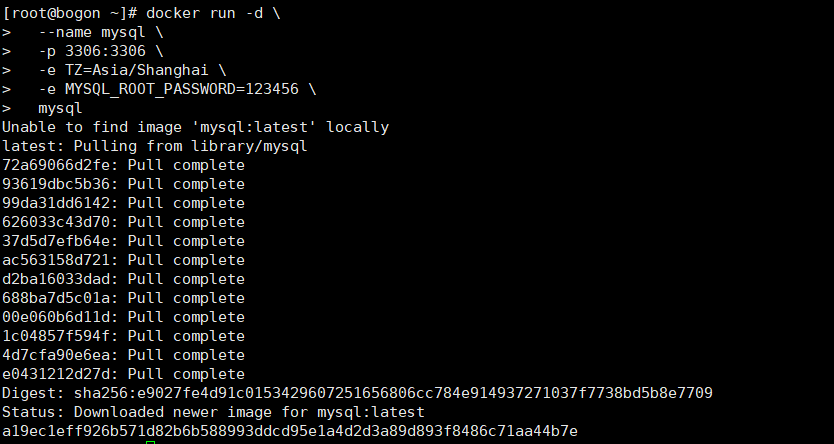 [root@bogon ~]# docker run -d \
>   --name mysql \
>   -p 3306:3306 \
>   -e TZ=Asia/Shanghai \
>   -e MYSQL_ROOT_PASSWORD=123456 \
>   mysql
Unable to find image 'mysql:latest' locally
latest: Pulling from library/mysql
72a69066d2fe: Pull complete
93619dbc5b36: Pull complete
99da31dd6142: Pull complete
626033c43d70: Pull complete
37d5d7efb64e: Pull complete
ac563158d721: Pull complete
d2ba16033dad: Pull complete
688ba7d5c01a: Pull complete
00e060b6d11d: Pull complete
1c04857f594f: Pull complete
4d7cfa90e6ea: Pull complete
e0431212d27d: Pull complete
Digest: sha256:e9027fe4d91c0153429607251656806cc784e914937271037f7738bd5b8e7709
Status: Downloaded newer image for mysql:latest
a19ec1eff926b571d82b6b588993ddcd95e1a4d2d3a89d893f8486c71aa44b7e